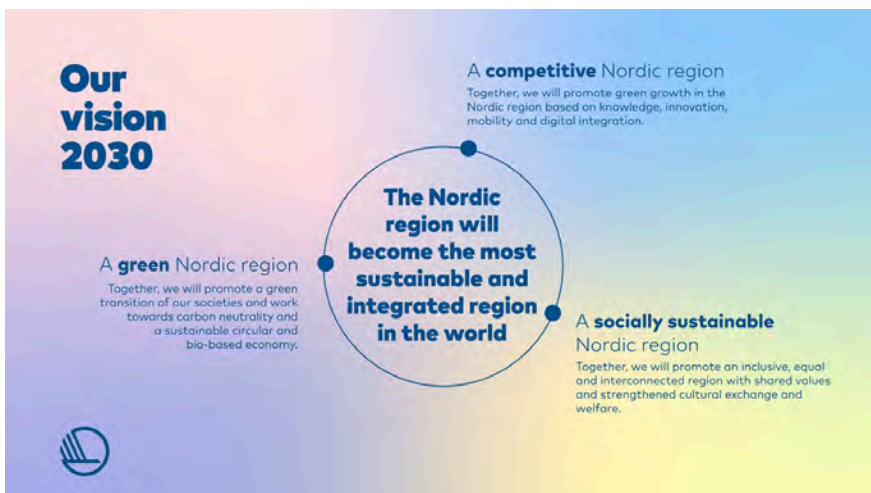 Our
vision
2030
A competitive Nordic region
Together, we will promote green growth in the
Nordic region based on knowledge, innovation,
mobility and digital integration.
The Nordic
region will
become the most
sustainable and
integrated region
in the world
A green Nordic region
Together, we will promote a green
transition of our societies and work
towards carbon neutrality and
a sustainable circular and
bio-based economy.
A socially sustainable
Nordic region
Together, we will promote an inclusive, equal
and interconnected region with shared values
and strengthened cultural exchange and
welfare.